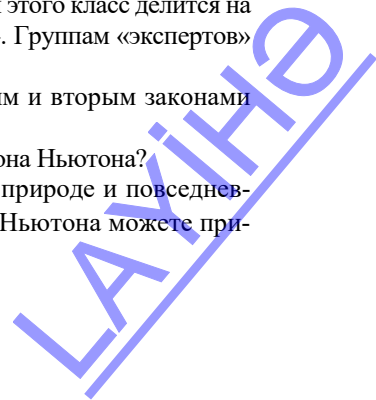 этого класс делится на
. Группам «экспертов»
и вторым законами
она Ньютона?
природе и повседнев-
Ньютона можете при-
LAYİHƏ